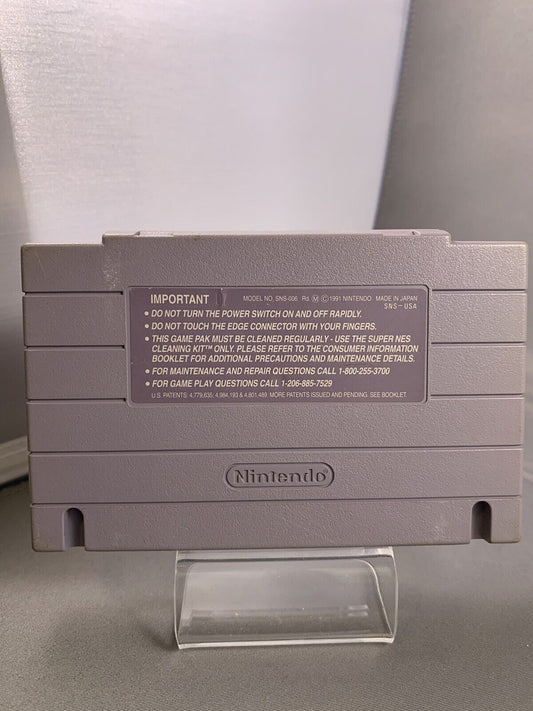 IMPORTANT MODEL NO. SNS-006 Pd. Ⓜ Ⓒ 1991 NINTENDO MADE IN JAPAN
SNS-USA
• DO NOT TURN THE POWER SWITCH ON AND OFF RAPIDLY.
• DO NOT TOUCH THE EDGE CONNECTOR WITH YOUR FINGERS.
• THIS GAME PAK MUST BE CLEANED REGULARLY - USE THE SUPER NES
CLEANING KIT™ ONLY. PLEASE REFER TO THE CONSUMER INFORMATION
BOOKLET FOR ADDITIONAL PRECAUTIONS AND MAINTENANCE DETAILS.
• FOR MAINTENANCE AND REPAIR QUESTIONS CALL 1-800-255-3700
• FOR GAME PLAY QUESTIONS CALL 1-206-885-7529
U.S. PATENTS: 4,779,635; 4,984,193 & 4,801,489. MORE PATENTS ISSUED AND PENDING. SEE BOOKLET.
Nintendo